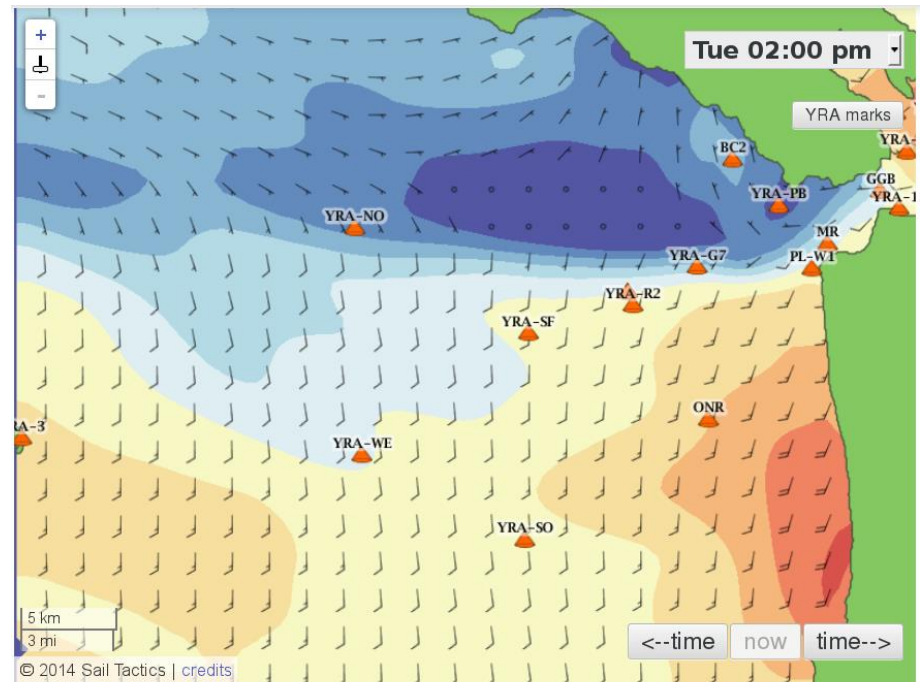 +
-
Tue 02:00 pm
YRA marks
BC2
YRA-
GGB
YRA-PB
YRA-1
YRA-NO
MR
YRA-G7
PL-W1
YRA-R2
YRA-SF
ONR
RA-3
YRA-WE
YRA-SO
5 km
3 mi
<--time
now
time-->
© 2014 Sail Tactics | credits